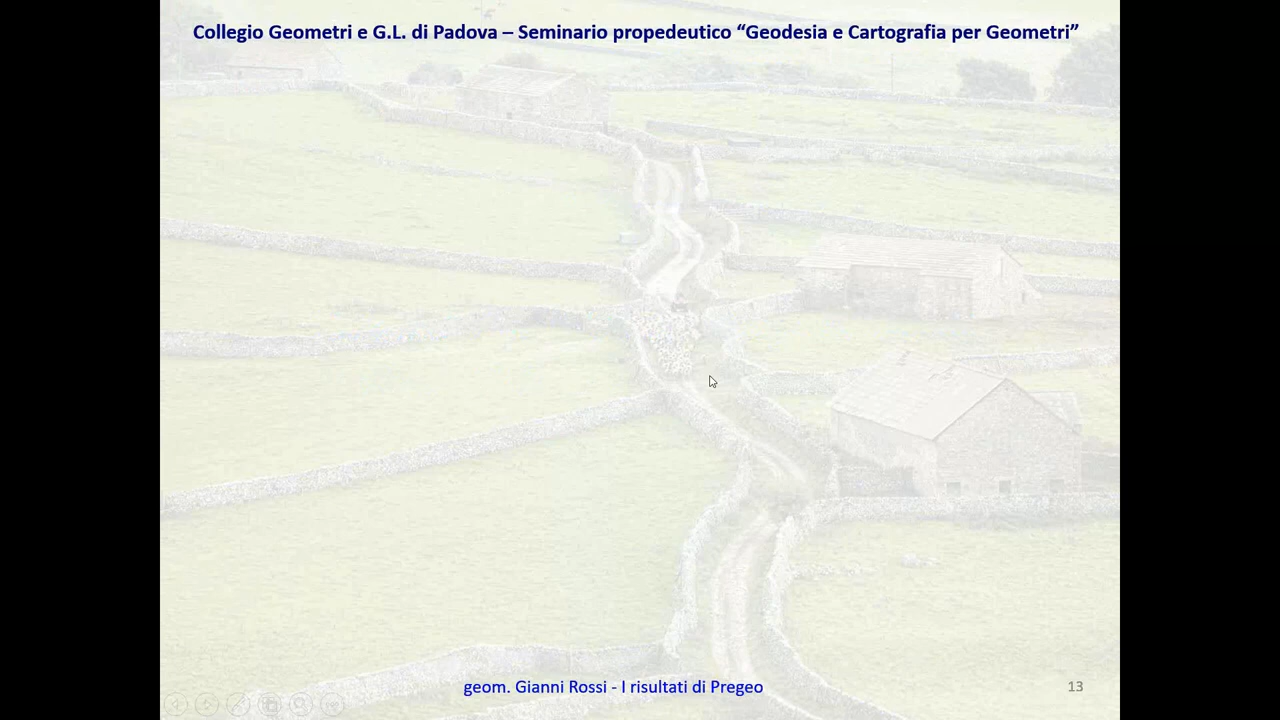 Collegio Geometri e G.L. di Padova – Seminario propedeutico “Geodesia e Cartografia per Geometri”
geom. Gianni Rossi - I risultati di Pregeo
13